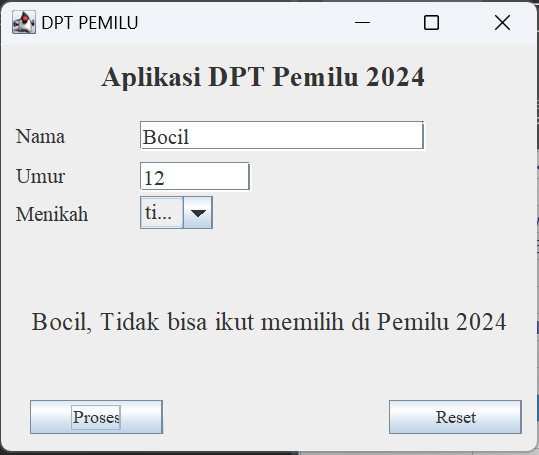 DPT PEMILU
Aplikasi DPT Pemilu 2024
Nama Bocil
Umur 12
Menikah ti...
Bocil, Tidak bisa ikut memilih di Pemilu 2024
Proses Reset